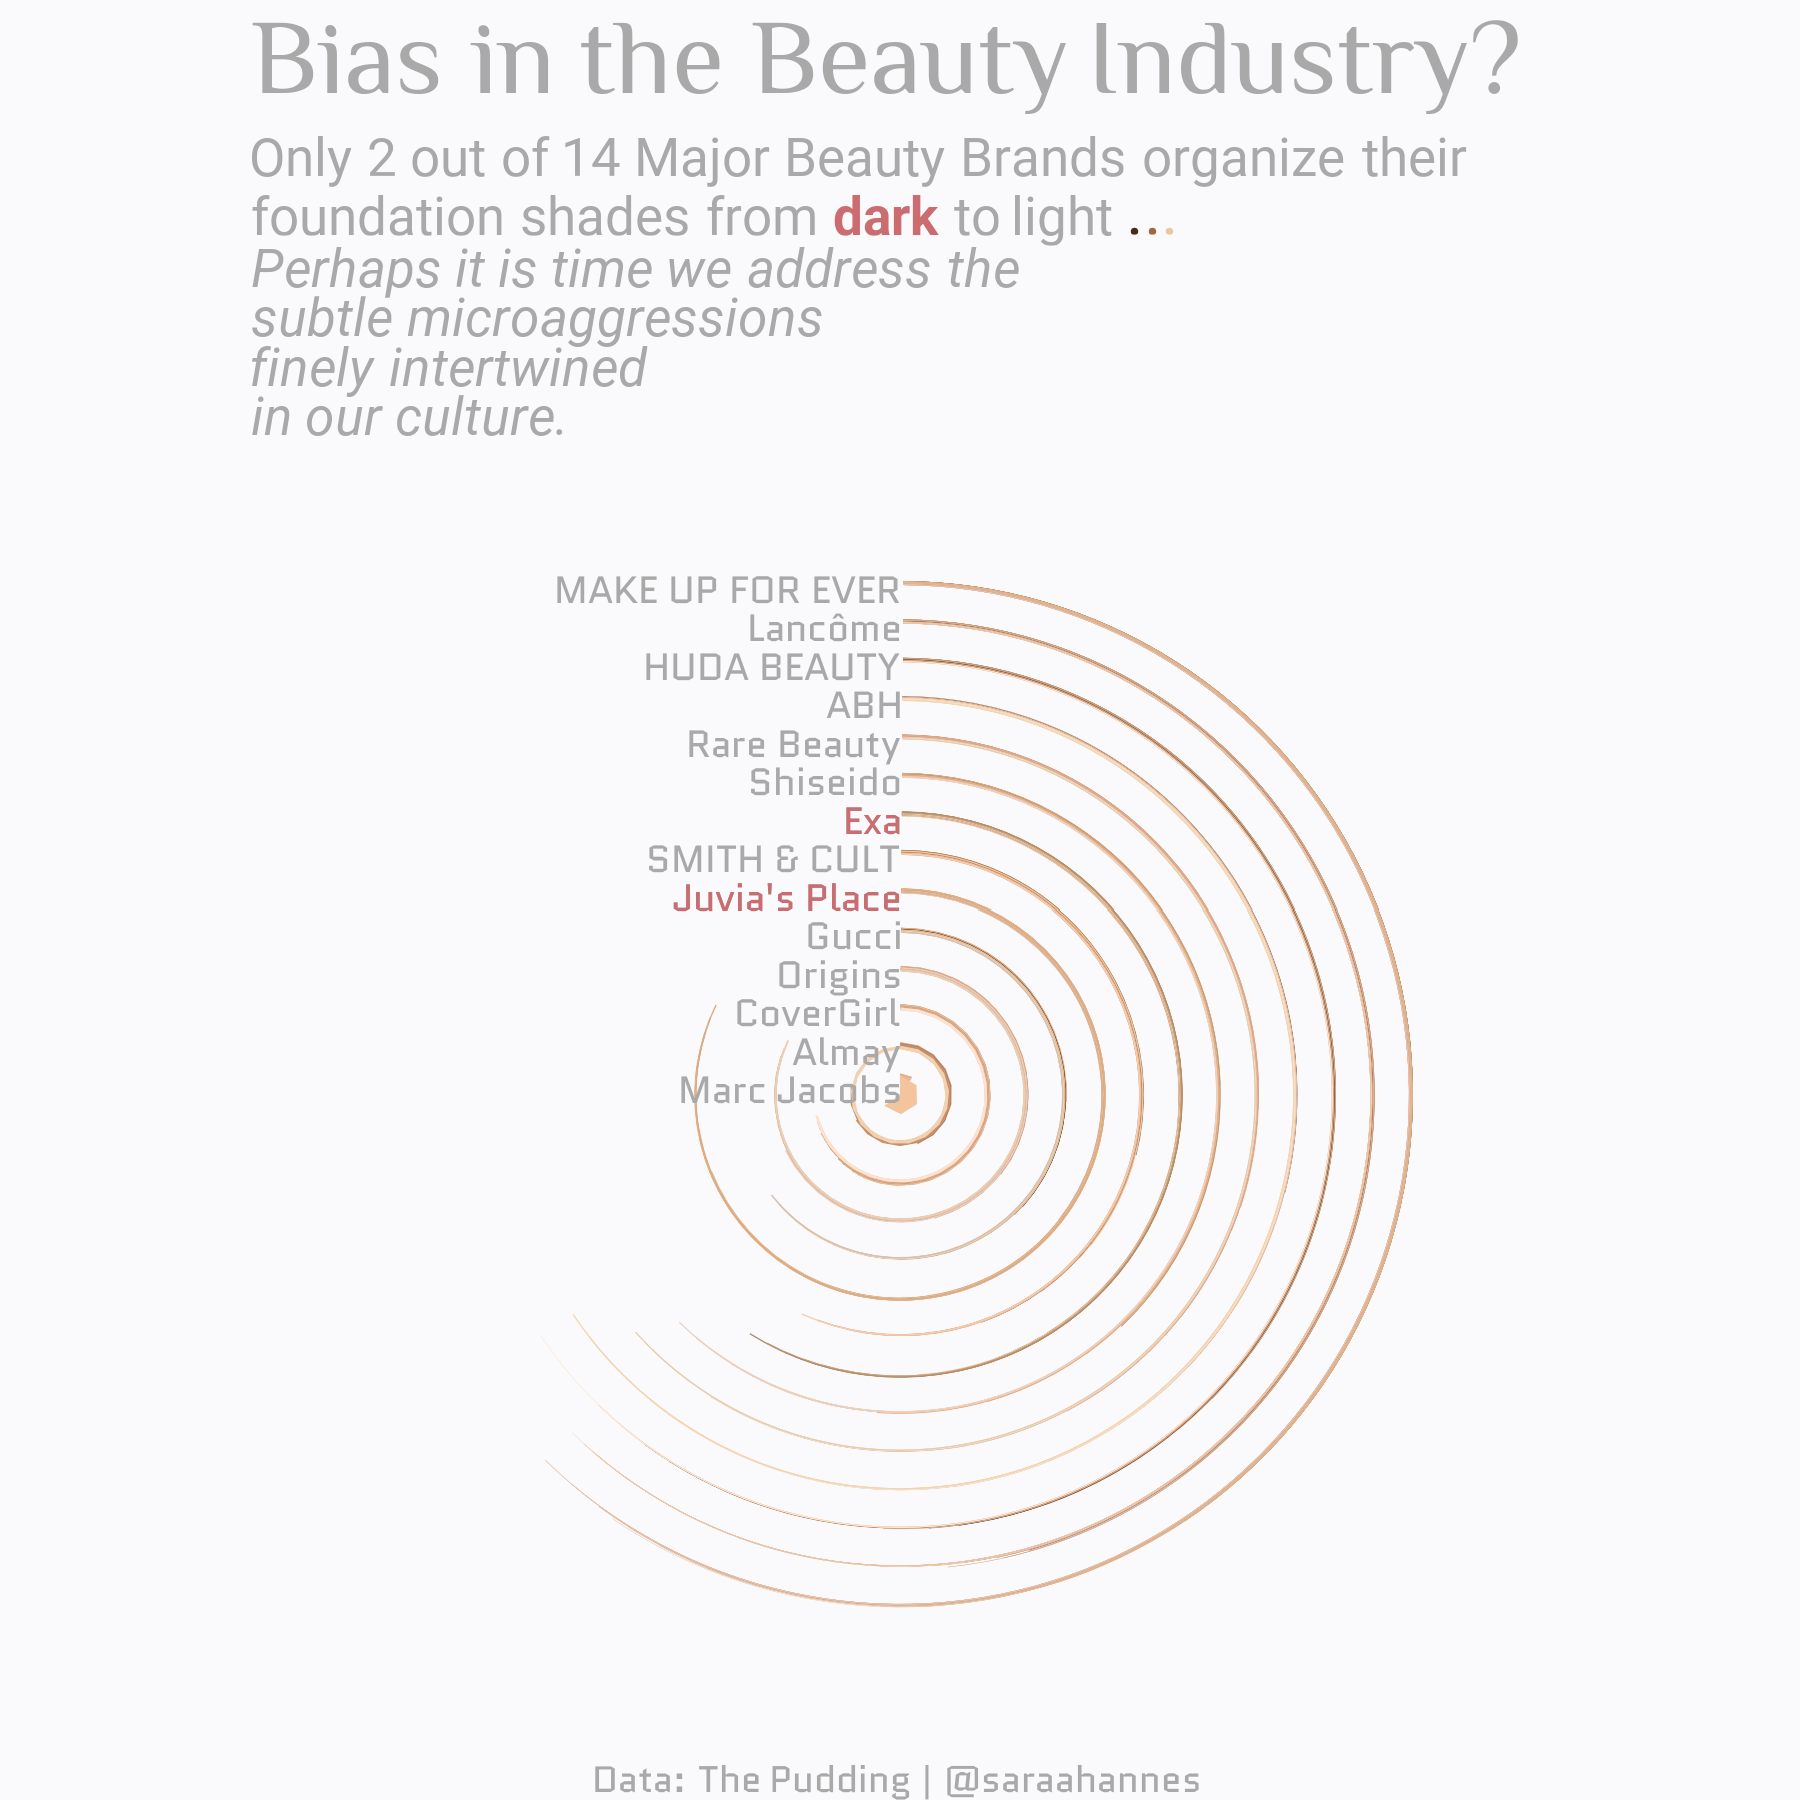 Bias in the Beauty Industry?
Only 2 out of 14 Major Beauty Brands organize their
foundation shades from dark to light ...
Perhaps it is time we address the
subtle microaggressions
finely intertwined
in our culture.
MAKE UP FOR EVER
Lancôme
HUDA BEAUTY
ABH
Rare Beauty
Shiseido
Exa
SMITH & CULT
Juvia's Place
Gucci
Origins
CoverGirl
Almay
Marc Jacobs
Data: The Pudding | @saraahannes